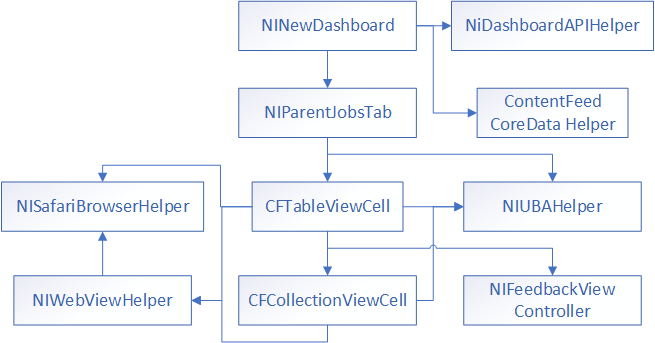 NINewDashboard
NiDashboardAPIHelper
NIParentJobsTab
ContentFeed
CoreData Helper
NISafariBrowserHelper
CFTableViewCell
NIUBAHelper
NIWebViewHelper
CFCollectionViewCell
NIFeedbackView
Controller